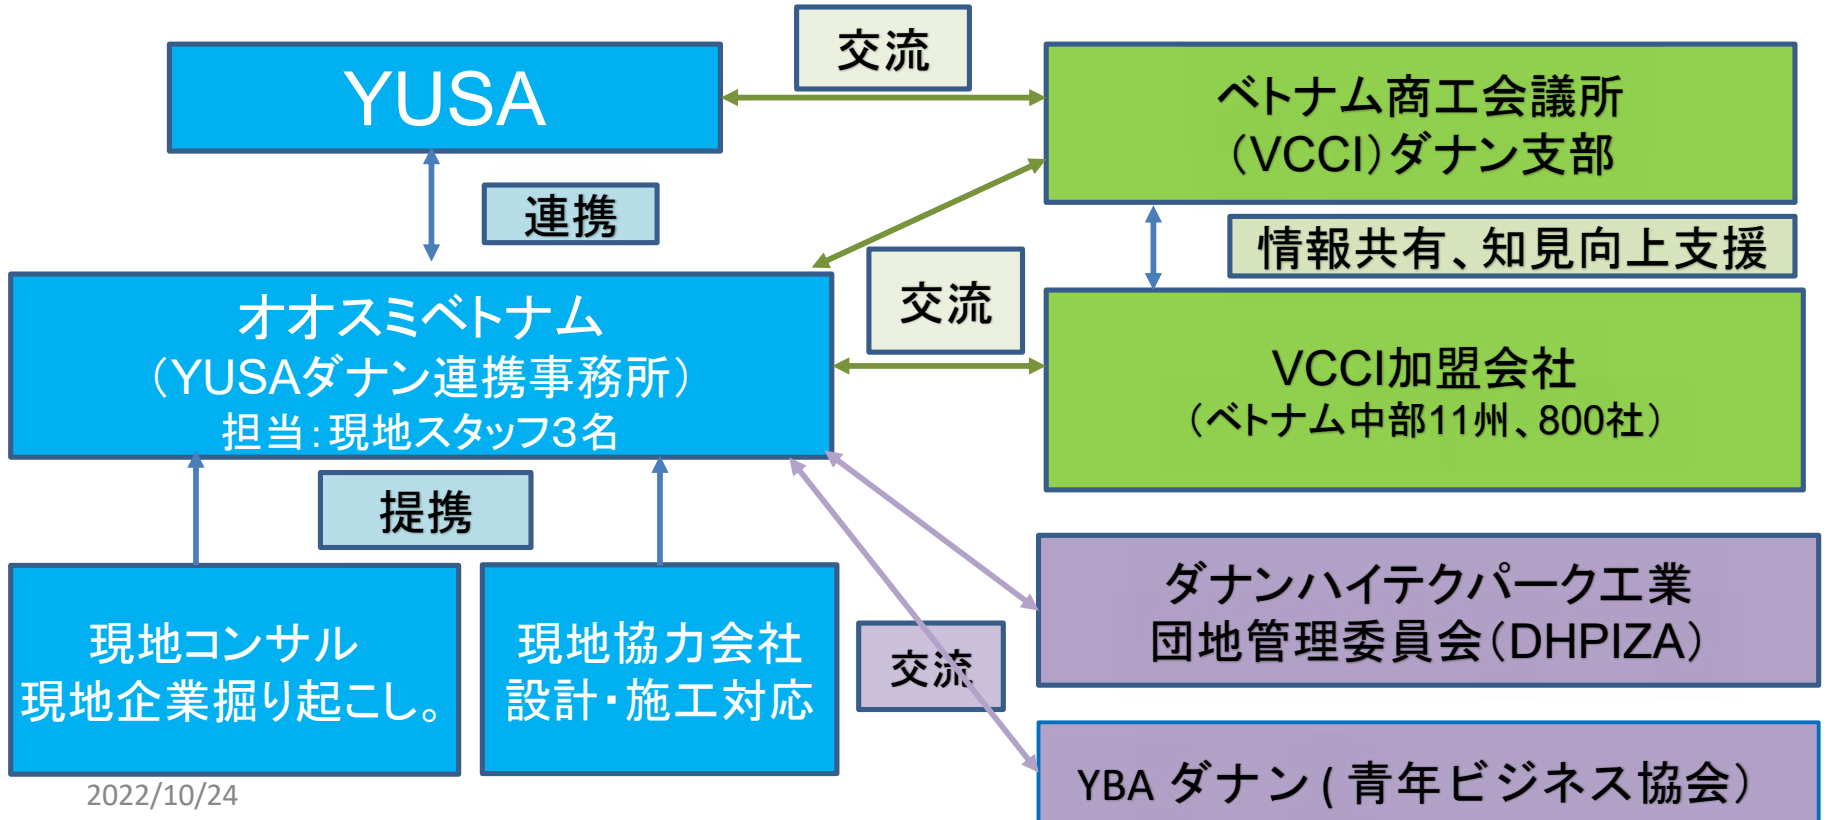 交流
YUSA
ベトナム商工会議所
（VCCI）ダナン支部
連携
情報共有、知見向上支援
オオスミベトナム
（YUSAダナン連携事務所）
担当：現地スタッフ3名
交流
VCCI加盟会社
（ベトナム中部11州、800社）
提携
現地コンサル
現地企業掘り起こし。
現地協力会社
設計・施工対応
交流
ダナンハイテクパーク工業
団地管理委員会（DHPIZA）
YBA ダナン ( 青年ビジネス協会）
2022/10/24